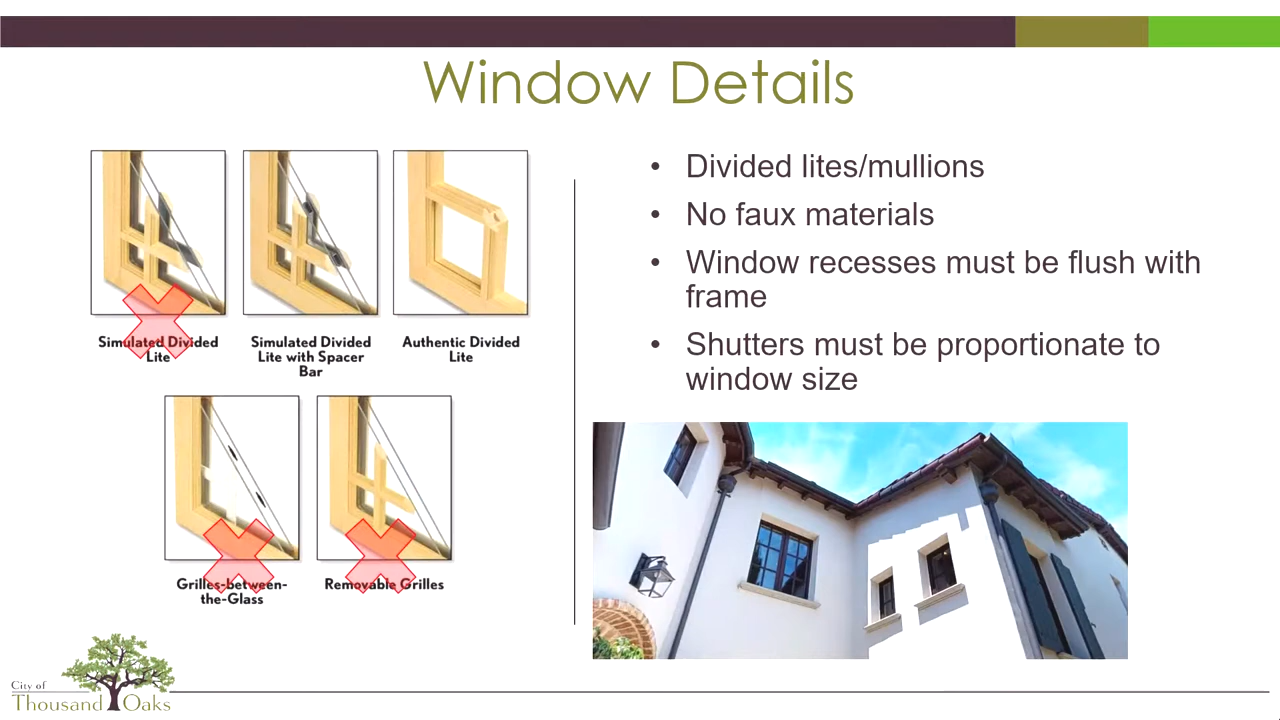 Window Details
Simulated Divided
Lite
Simulated Divided
Lite with Spacer
Bar
Authentic Divided
Lite
Grilles-between-
the-Glass
Removable Grilles
• Divided lites/mullions
• No faux materials
• Window recesses must be flush with
frame
• Shutters must be proportionate to
window size
City of
Thousand Oaks